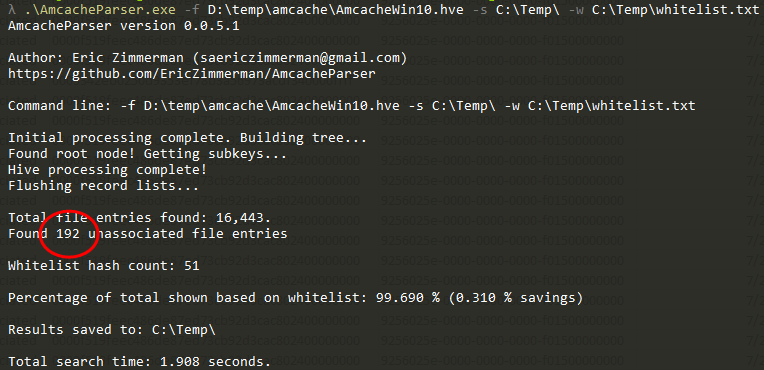 λ .\AmcacheParser.exe -f D:\temp\amcache\AmcacheWin10.hve -s C:\Temp\ -w C:\Temp\whitelist.txt
AmcacheParser version 0.0.5.1
Author: Eric Zimmerman (saericzimmerman@gmail.com)
https://github.com/EricZimmerman/AmcacheParser
Command line: -f D:\temp\amcache\AmcacheWin10.hve -s C:\Temp\ -w C:\Temp\whitelist.txt
Initial processing complete. Building tree...
Found root node! Getting subkeys...
Hive processing complete!
Flushing record lists...
Total file entries found: 16,443.
Found 192 unassociated file entries
Whitelist hash count: 51
Percentage of total shown based on whitelist: 99.690 % (0.310 % savings)
Results saved to: C:\Temp\
Total search time: 1.908 seconds.